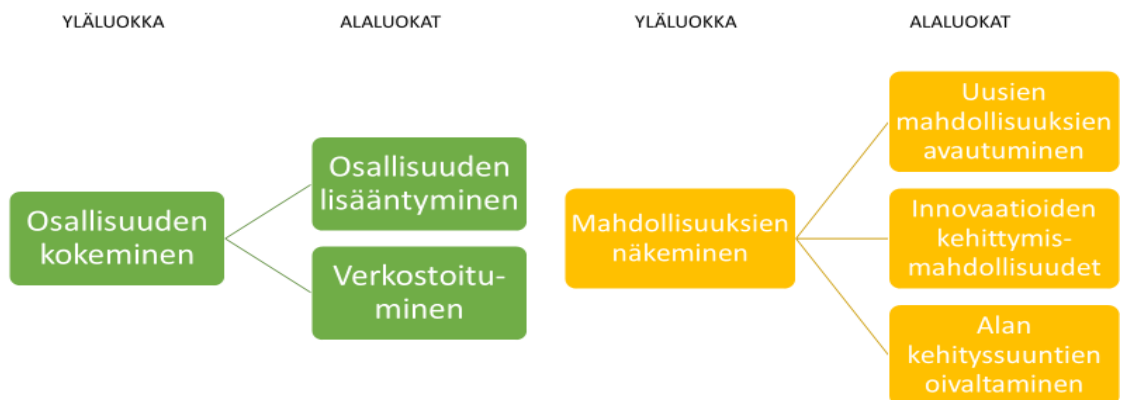 YLÄLUOKKA
ALALUOKAT
YLÄLUOKKA
ALALUOKAT
Osallisuuden
kokeminen
Osallisuuden
lisääntyminen
Verkostoitu-
minen
Mahdollisuuksien
näkeminen
Uusien
mahdollisuuksien
avautuminen
Innovaatioiden
kehittymis-
mahdollisuudet
Alan
kehityssuuntien
oivaltaminen